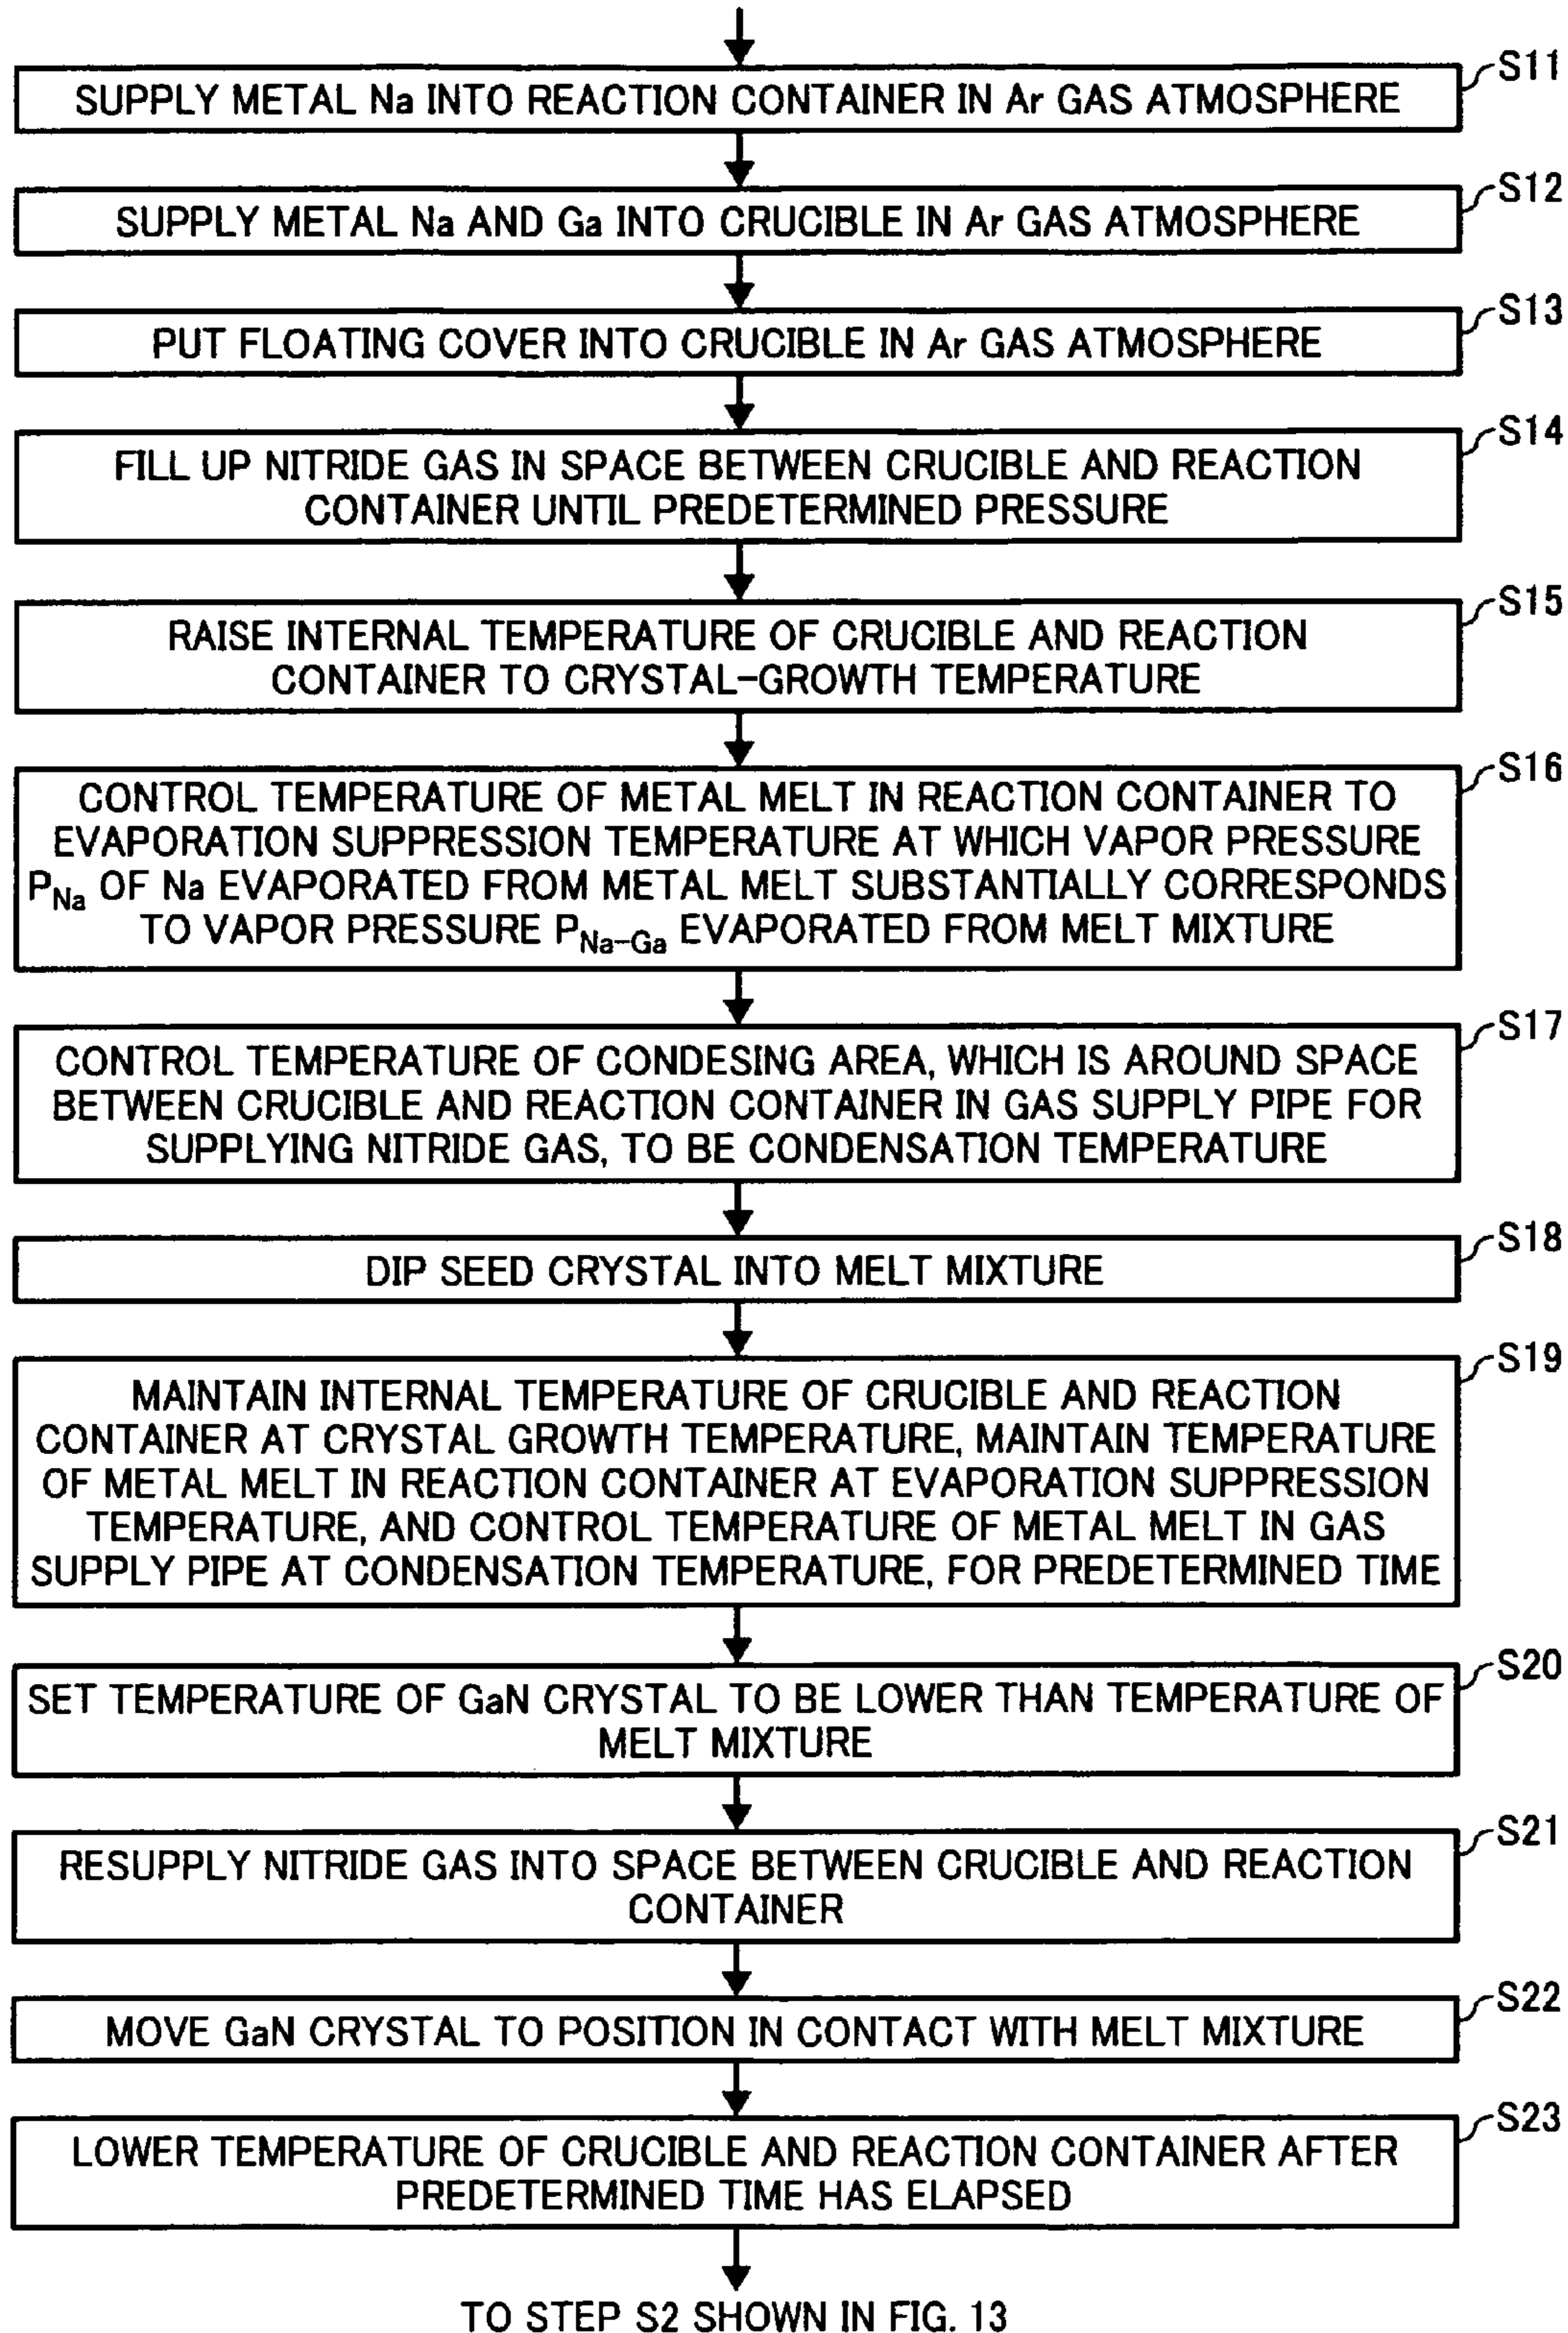 S11
SUPPLY METAL Na INTO REACTION CONTAINER IN Ar GAS ATMOSPHERE
S12
SUPPLY METAL Na AND Ga INTO CRUCIBLE IN Ar GAS ATMOSPHERE
S13
PUT FLOATING COVER INTO CRUCIBLE IN Ar GAS ATMOSPHERE
S14
FILL UP NITRIDE GAS IN SPACE BETWEEN CRUCIBLE AND REACTION
CONTAINER UNTIL PREDETERMINED PRESSURE
S15
RAISE INTERNAL TEMPERATURE OF CRUCIBLE AND REACTION
CONTAINER TO CRYSTAL-GROWTH TEMPERATURE
S16
CONTROL TEMPERATURE OF METAL MELT IN REACTION CONTAINER TO
EVAPORATION SUPPRESSION TEMPERATURE AT WHICH VAPOR PRESSURE
PNa OF Na EVAPORATED FROM METAL MELT SUBSTANTIALLY CORRESPONDS
TO VAPOR PRESSURE PNa-Ga EVAPORATED FROM MELT MIXTURE
S17
CONTROL TEMPERATURE OF CONDESING AREA, WHICH IS AROUND SPACE
BETWEEN CRUCIBLE AND REACTION CONTAINER IN GAS SUPPLY PIPE FOR
SUPPLYING NITRIDE GAS, TO BE CONDENSATION TEMPERATURE
S18
DIP SEED CRYSTAL INTO MELT MIXTURE
S19
MAINTAIN INTERNAL TEMPERATURE OF CRUCIBLE AND REACTION
CONTAINER AT CRYSTAL GROWTH TEMPERATURE, MAINTAIN TEMPERATURE
OF METAL MELT IN REACTION CONTAINER AT EVAPORATION SUPPRESSION
TEMPERATURE, AND CONTROL TEMPERATURE OF METAL MELT IN GAS
SUPPLY PIPE AT CONDENSATION TEMPERATURE, FOR PREDETERMINED TIME
S20
SET TEMPERATURE OF GaN CRYSTAL TO BE LOWER THAN TEMPERATURE OF
MELT MIXTURE
S21
RESUPPLY NITRIDE GAS INTO SPACE BETWEEN CRUCIBLE AND REACTION
CONTAINER
S22
MOVE GaN CRYSTAL TO POSITION IN CONTACT WITH MELT MIXTURE
S23
LOWER TEMPERATURE OF CRUCIBLE AND REACTION CONTAINER AFTER
PREDETERMINED TIME HAS ELAPSED
TO STEP S2 SHOWN IN FIG. 13